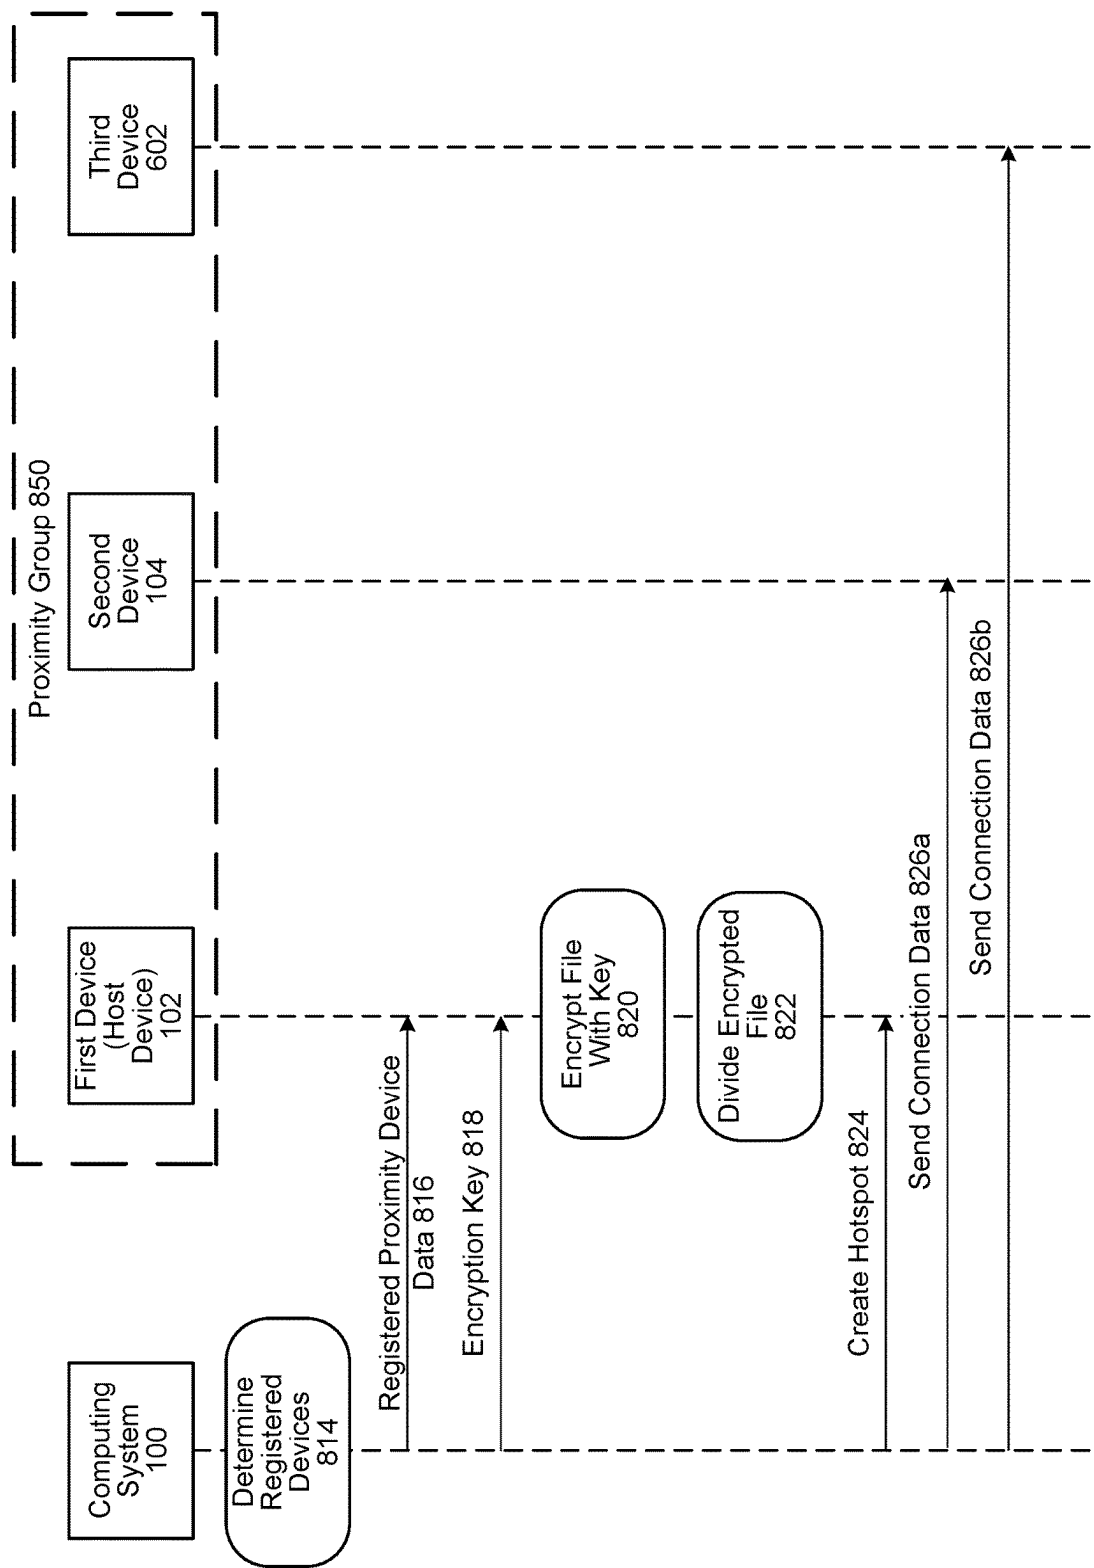 Proximity Group 850
Computing
System
100
First Device
(Host
Device)
102
Second
Device
104
Third
Device
602
Determine
Registered
Devices
814
Registered Proximity Device
Data 816
Encryption Key 818
Encrypt File
With Key
820
Divide Encrypted
File
822
Create Hotspot 824
Send Connection Data 826a
Send Connection Data 826b